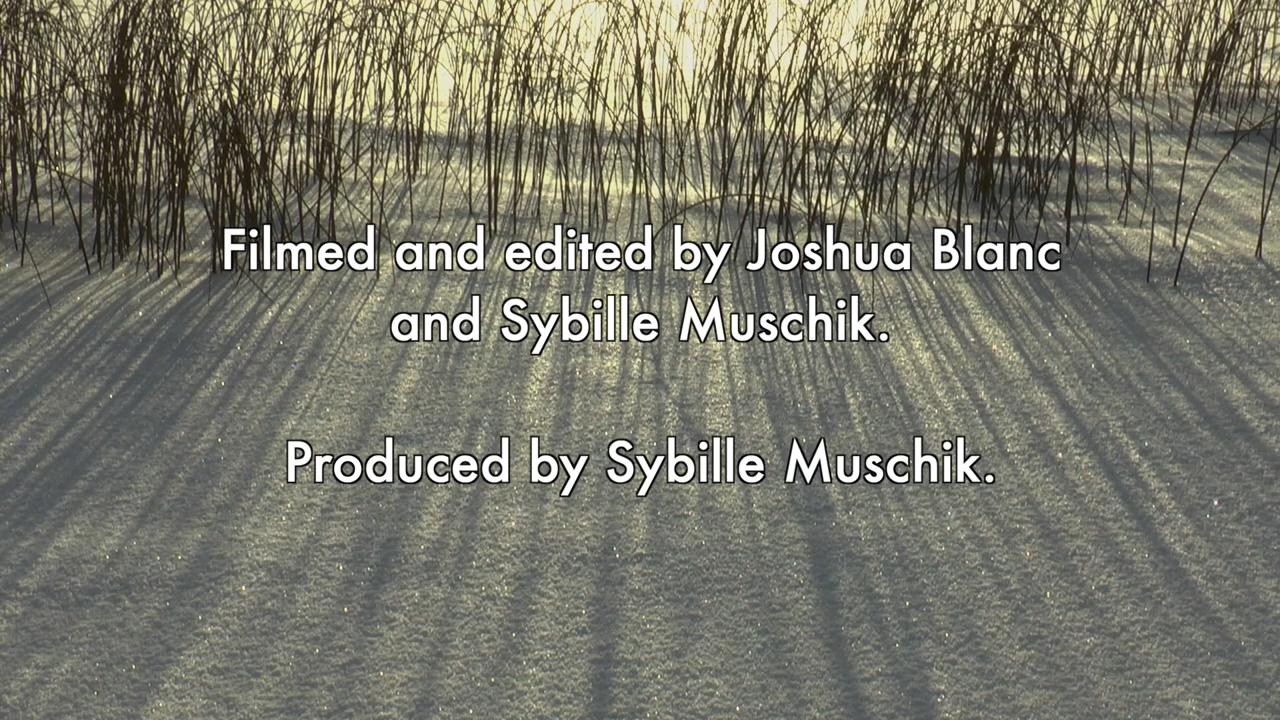 Filmed and edited by Joshua Blanc
and Sybille Muschik.
Produced by Sybille Muschik.